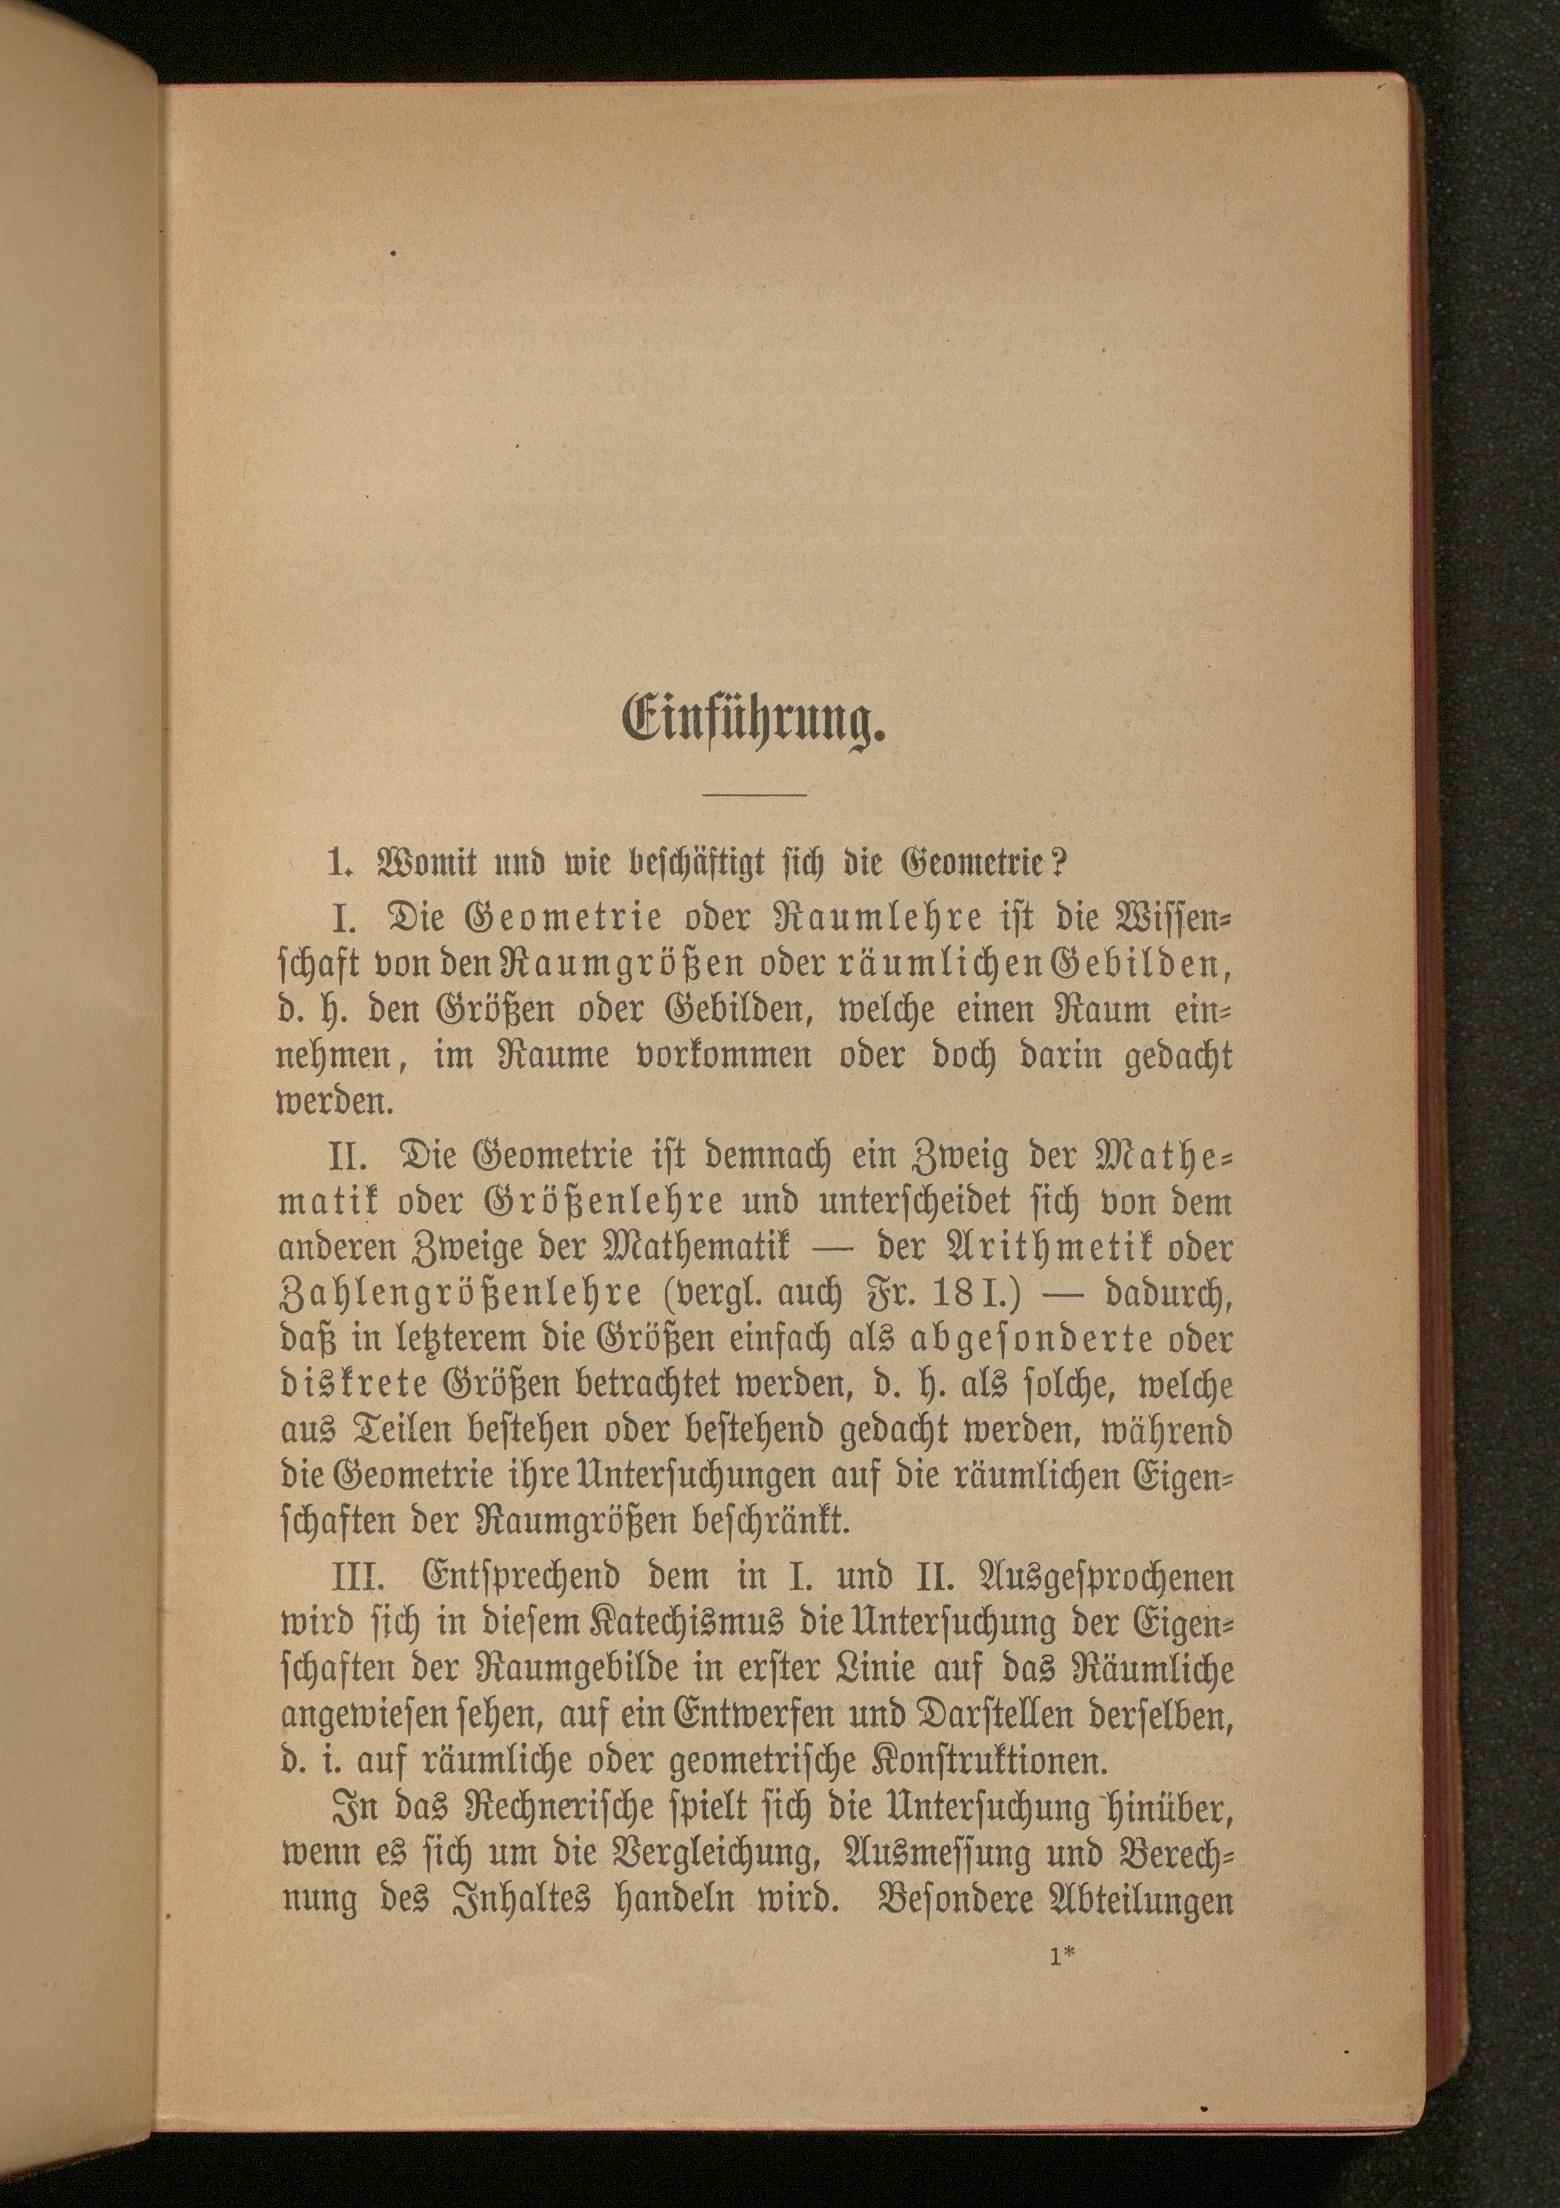 Einführung.
1. Womit und wie beschäftigt sich die Geometrie?
I. Die Geometrie oder Raumlehre ist die Wissen-
schaft von den Raumgrößen oder räumlichen Gebilden,
d. h. den Größen oder Gebilden, welche einen Raum ein-
nehmen, im Raume vorkommen oder doch darin gedacht
werden.
II. Die Geometrie ist demnach ein Zweig der Mathe-
matik oder Größenlehre und unterscheidet sich von dem
anderen Zweige der Mathematik — der Arithmetik oder
Zahlengrößenlehre (vergl. auch Fr. 18 I.) — dadurch,
daß in letzterem die Größen einfach als abgesonderte oder
diskrete Größen betrachtet werden, d. h. als solche, welche
aus Teilen bestehen oder bestehend gedacht werden, während
die Geometrie ihre Untersuchungen auf die räumlichen Eigen-
schaften der Raumgrößen beschränkt.
III. Entsprechend dem in I. und II. Ausgesprochenen
wird sich in diesem Katechismus die Untersuchung der Eigen-
schaften der Raumgebilde in erster Linie auf das Räumliche
angewiesen sehen, auf ein Entwerfen und Darstellen derselben,
d. i. auf räumliche oder geometrische Konstruktionen.
In das Rechnerische spielt sich die Untersuchung hinüber,
wenn es sich um die Vergleichung, Ausmessung und Berech-
nung des Inhaltes handeln wird. Besondere Abteilungen
1*